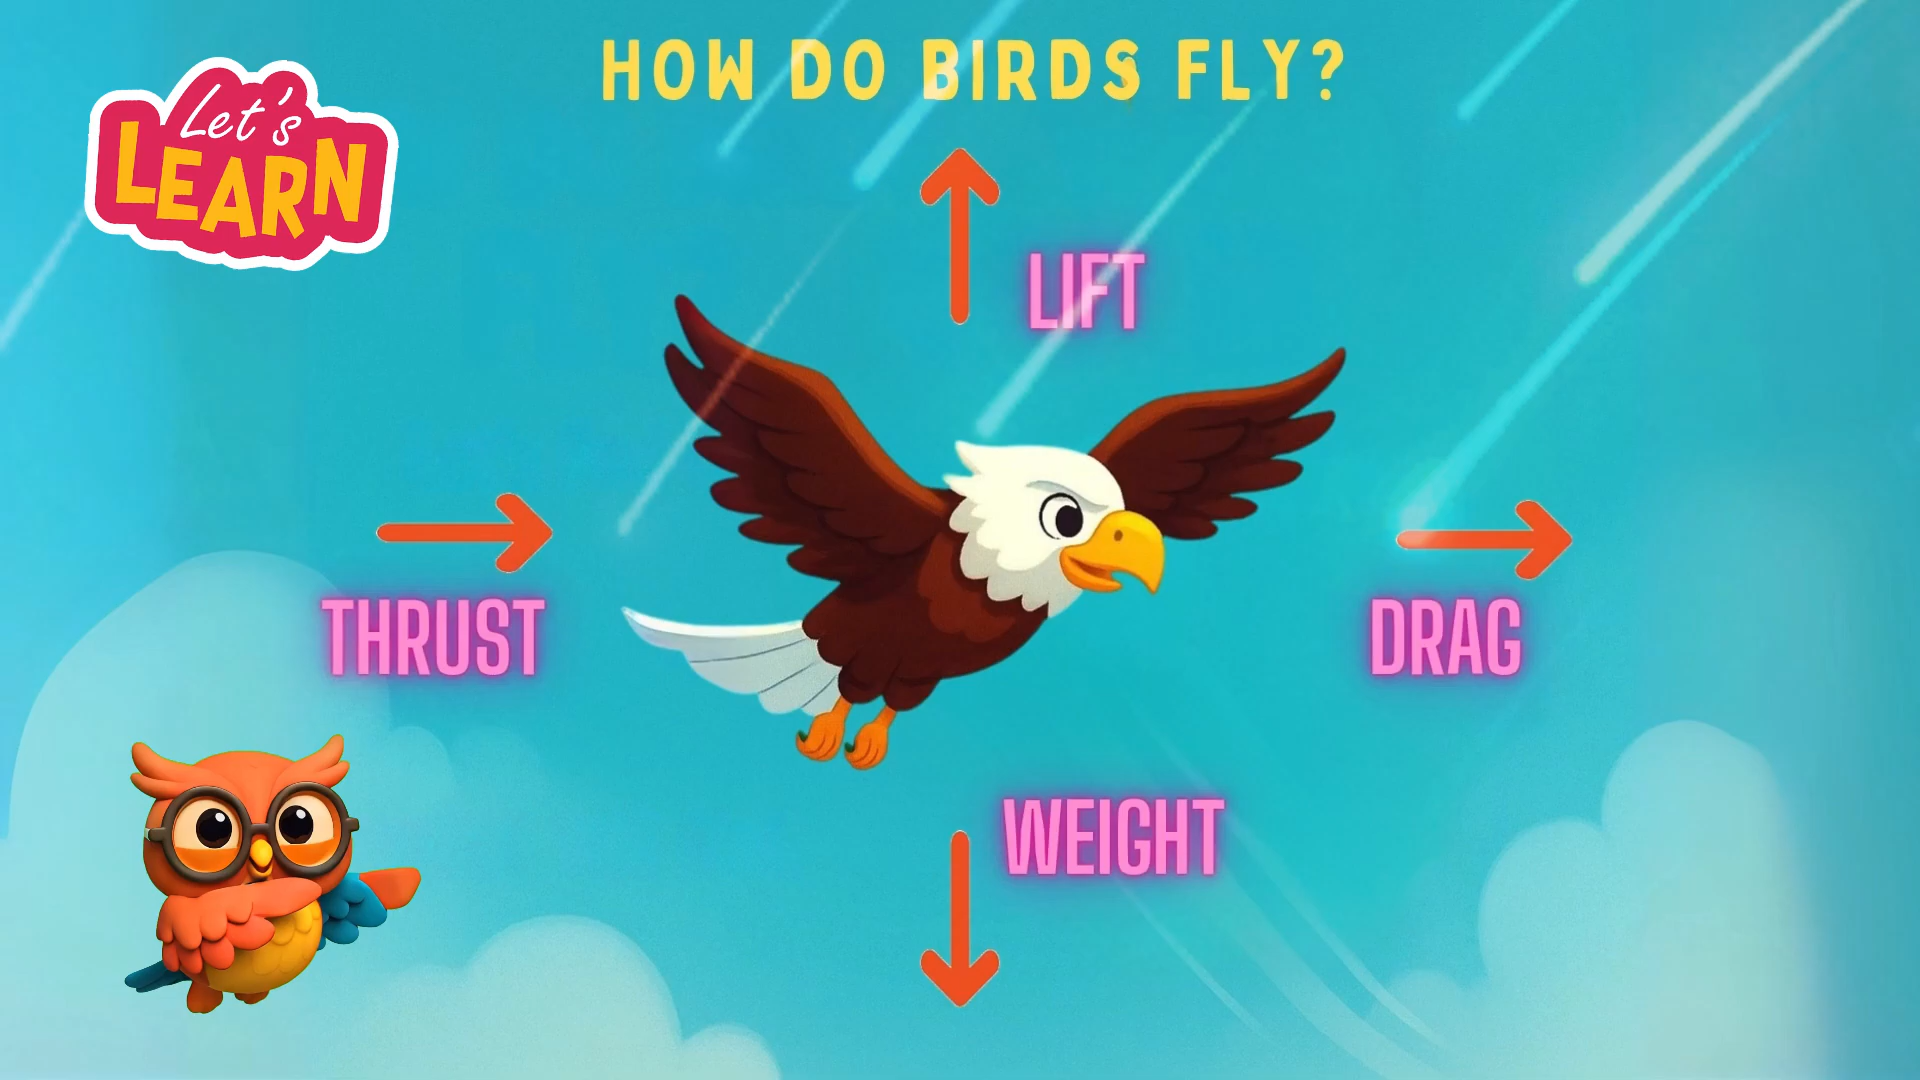 HOW DO BIRDS FLY?
Let's
LEARN
LIFT
THRUST
DRAG
WEIGHT